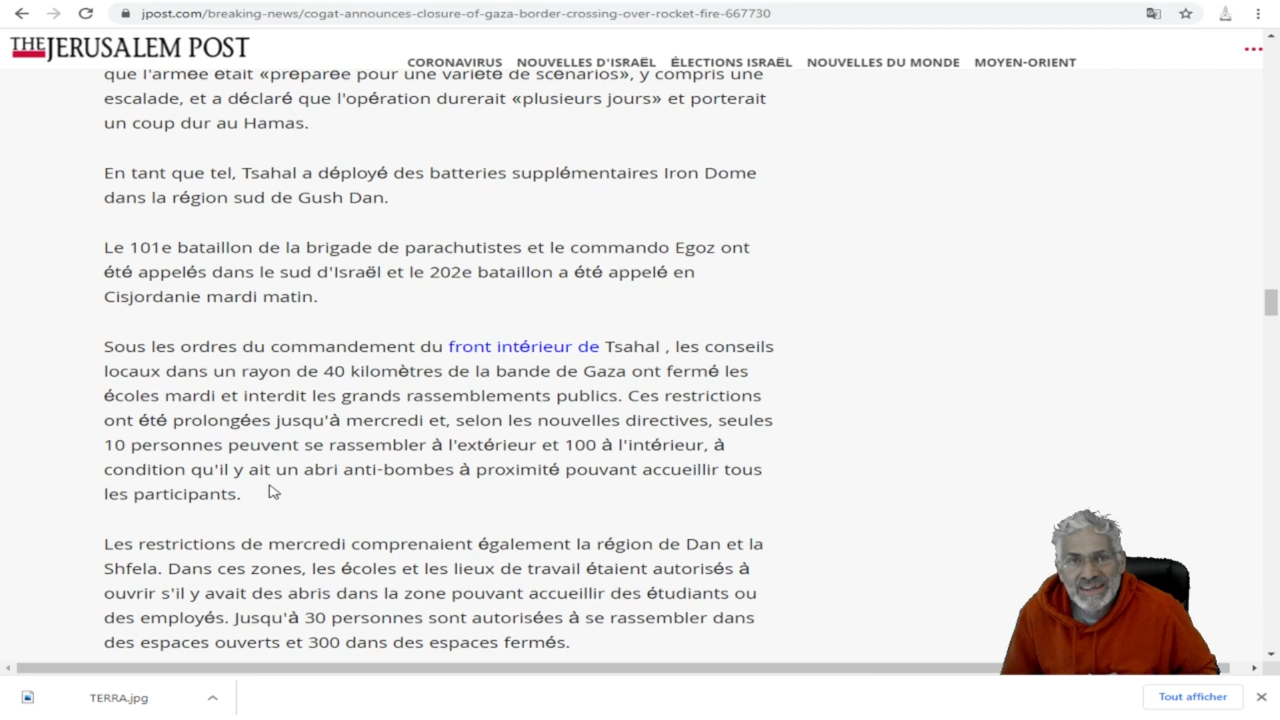 jpost.com/breaking-news/cogat-announces-closure-of-gaza-border-crossing-over-rocket-fire-667730
THE JERUSALEM POST
CORONAVIRUS NOUVELLES D'ISRAËL ÉLECTIONS ISRAËL NOUVELLES DU MONDE MOYEN-ORIENT
que l'armée était «préparée pour une variété de scénarios», y compris une
escalade, et a déclaré que l'opération durerait «plusieurs jours» et porterait
un coup dur au Hamas.
En tant que tel, Tsahal a déployé des batteries supplémentaires Iron Dome
dans la région sud de Gush Dan.
Le 101e bataillon de la brigade de parachutistes et le commando Egoz ont
été appelés dans le sud d'Israël et le 202e bataillon a été appelé en
Cisjordanie mardi matin.
Sous les ordres du commandement du front intérieur de Tsahal , les conseils
locaux dans un rayon de 40 kilomètres de la bande de Gaza ont fermé les
écoles mardi et interdit les grands rassemblements publics. Ces restrictions
ont été prolongées jusqu'à mercredi et, selon les nouvelles directives, seules
10 personnes peuvent se rassembler à l'extérieur et 100 à l'intérieur, à
condition qu'il y ait un abri anti-bombes à proximité pouvant accueillir tous
les participants.
Les restrictions de mercredi comprenaient également la région de Dan et la
Shfela. Dans ces zones, les écoles et les lieux de travail étaient autorisés à
ouvrir s'il y avait des abris dans la zone pouvant accueillir des étudiants ou
des employés. Jusqu'à 30 personnes sont autorisées à se rassembler dans
des espaces ouverts et 300 dans des espaces fermés.
TERRA.jpg
Tout afficher